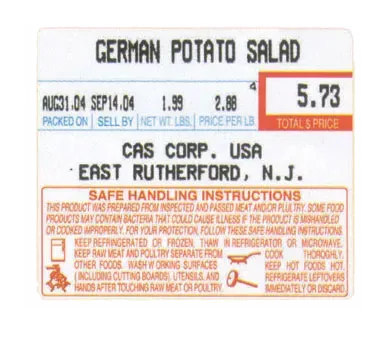 GERMAN POTATO SALAD
AUG31.04 SEP14.04 1.99 2.88 4 5.73
PACKED ON SELL BY NET WT. LBS. PRICE PER LB. TOTAL $ PRICE
CAS CORP. USA
EAST RUTHERFORD, N.J.
SAFE HANDLING INSTRUCTIONS
THIS PRODUCT WAS PREPARED FROM INSPECTED AND PASSED MEAT AND/OR PULTRY. SOME FOOD
PRODUCTS MAY CONTAIN BACTERIA THAT COULD CAUSE ILLNESS IF THE PRODUCT IS MISHANDLED
OR COOKED IMPROPERLY. FOR YOUR PROTECTION, FOLLOW THESE SAFE HANDLING INSTRUCTIONS.
KEEP REFRIGERATED OR FROZEN, THAW IN REFRIGERATOR OR MICROWAVE.
KEEP RAW MEAT AND POULTRY SEPARATE FROM COOK THOROGHLY.
OTHER FOODS. WASH W ORKING SURFACES KEEP HOT FOODS HOT.
( INCLUDING CUTTING BOARDS), UTENSILS, AND REFRIGERATE LEFTOVERS
HANDS AFTER TOUCHING RAW MEAT OR POULTRY. IMMEDIATELY OR DISCARD.